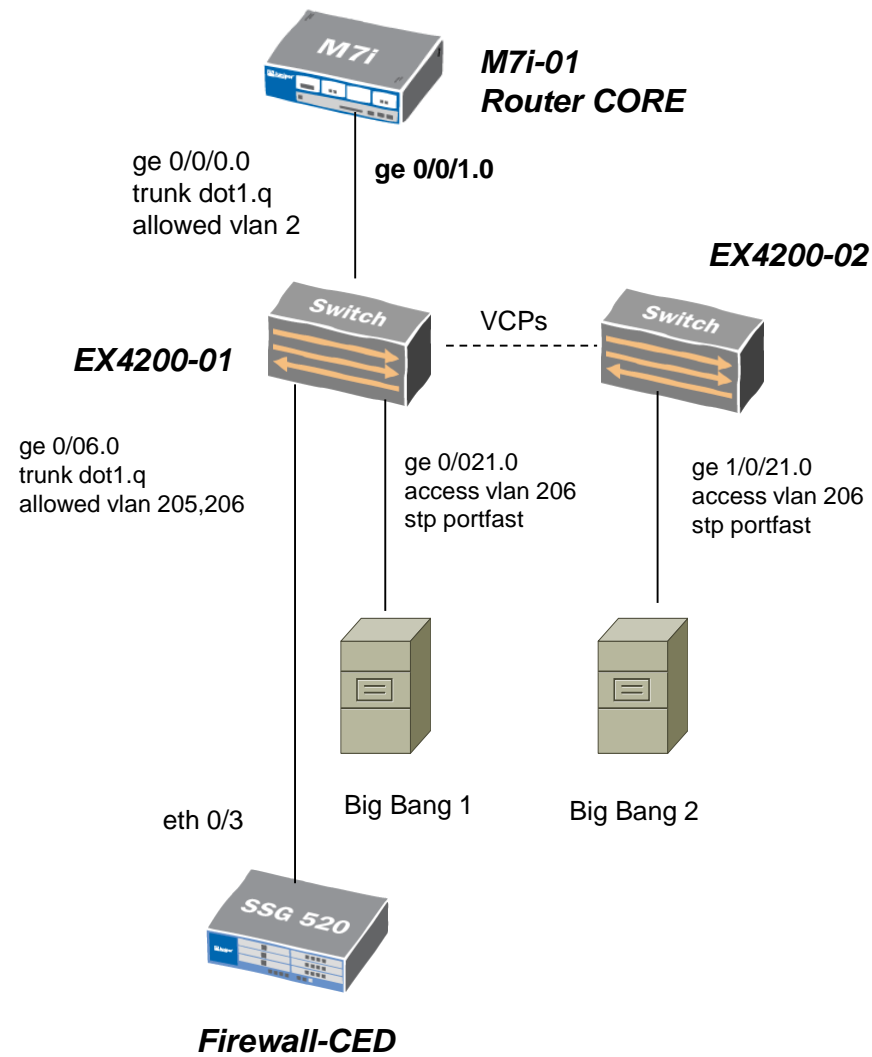 M7i
M7i-01
Router CORE
ge 0/0/0.0
trunk dot1.q
allowed vlan 2
ge 0/0/1.0
EX4200-02
Switch
VCPs
Switch
EX4200-01
ge 0/06.0
trunk dot1.q
allowed vlan 205,206
ge 0/021.0
access vlan 206
stp portfast
ge 1/0/21.0
access vlan 206
stp portfast
Big Bang 1
Big Bang 2
eth 0/3
SSG 520
Firewall-CED